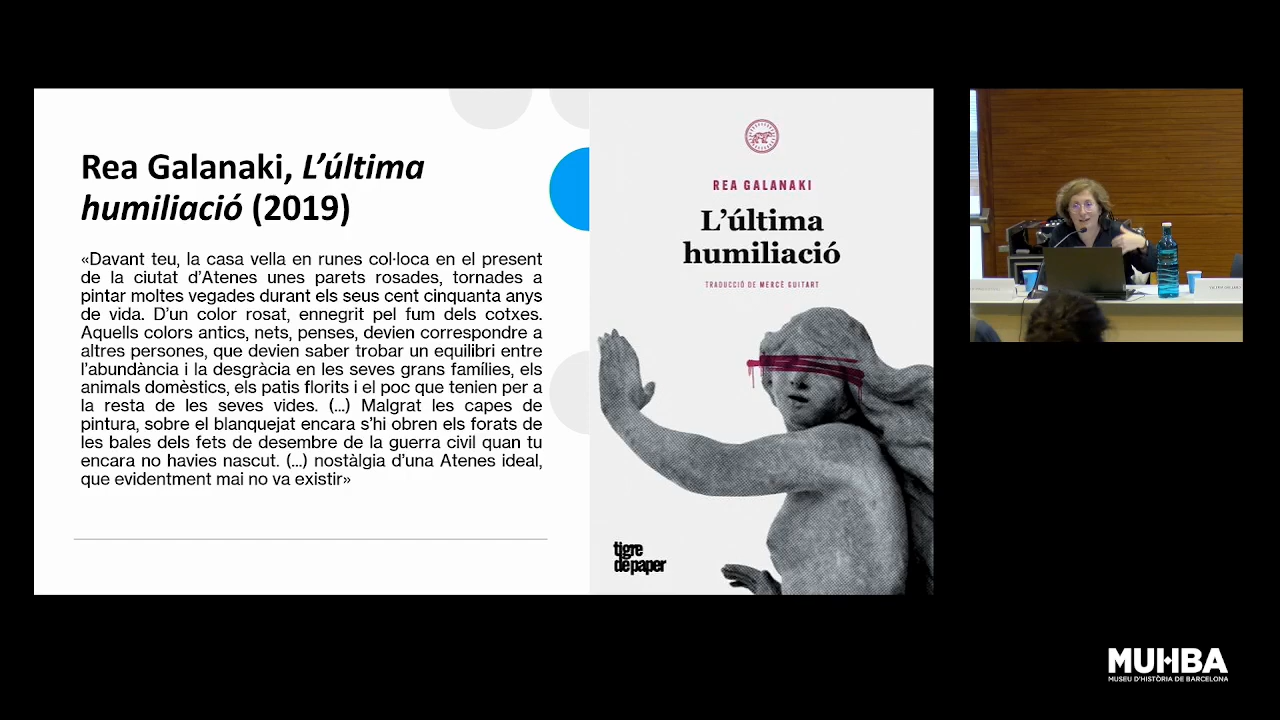 Rea Galanaki, L’última
humiliació (2019)
«Davant teu, la casa vella en runes col·loca en el present
de la ciutat d’Atenes unes parets rosades, tornades a
pintar moltes vegades durant els seus cent cinquanta anys
de vida. D’un color rosat, ennegrit pel fum dels cotxes.
Aquells colors antics, nets, penses, devien correspondre a
altres persones, que devien saber trobar un equilibri entre
l’abundància i la desgràcia en les seves grans famílies, els
animals domèstics, els patis florits i el poc que tenien per a
la resta de les seves vides. (...) Malgrat les capes de
pintura, sobre el blanquejat encara s’hi obren els forats de
les bales dels fets de desembre de la guerra civil quan tu
encara no havies nascut. (...) nostàlgia d’una Atenes ideal,
que evidentment mai no va existir»
REA GALANAKI
L’última
humiliació
TRADUCCIÓ DE MERCÈ GUITART
tigre
de paper
MUHBA
MUSEU D’HISTÒRIA DE BARCELONA